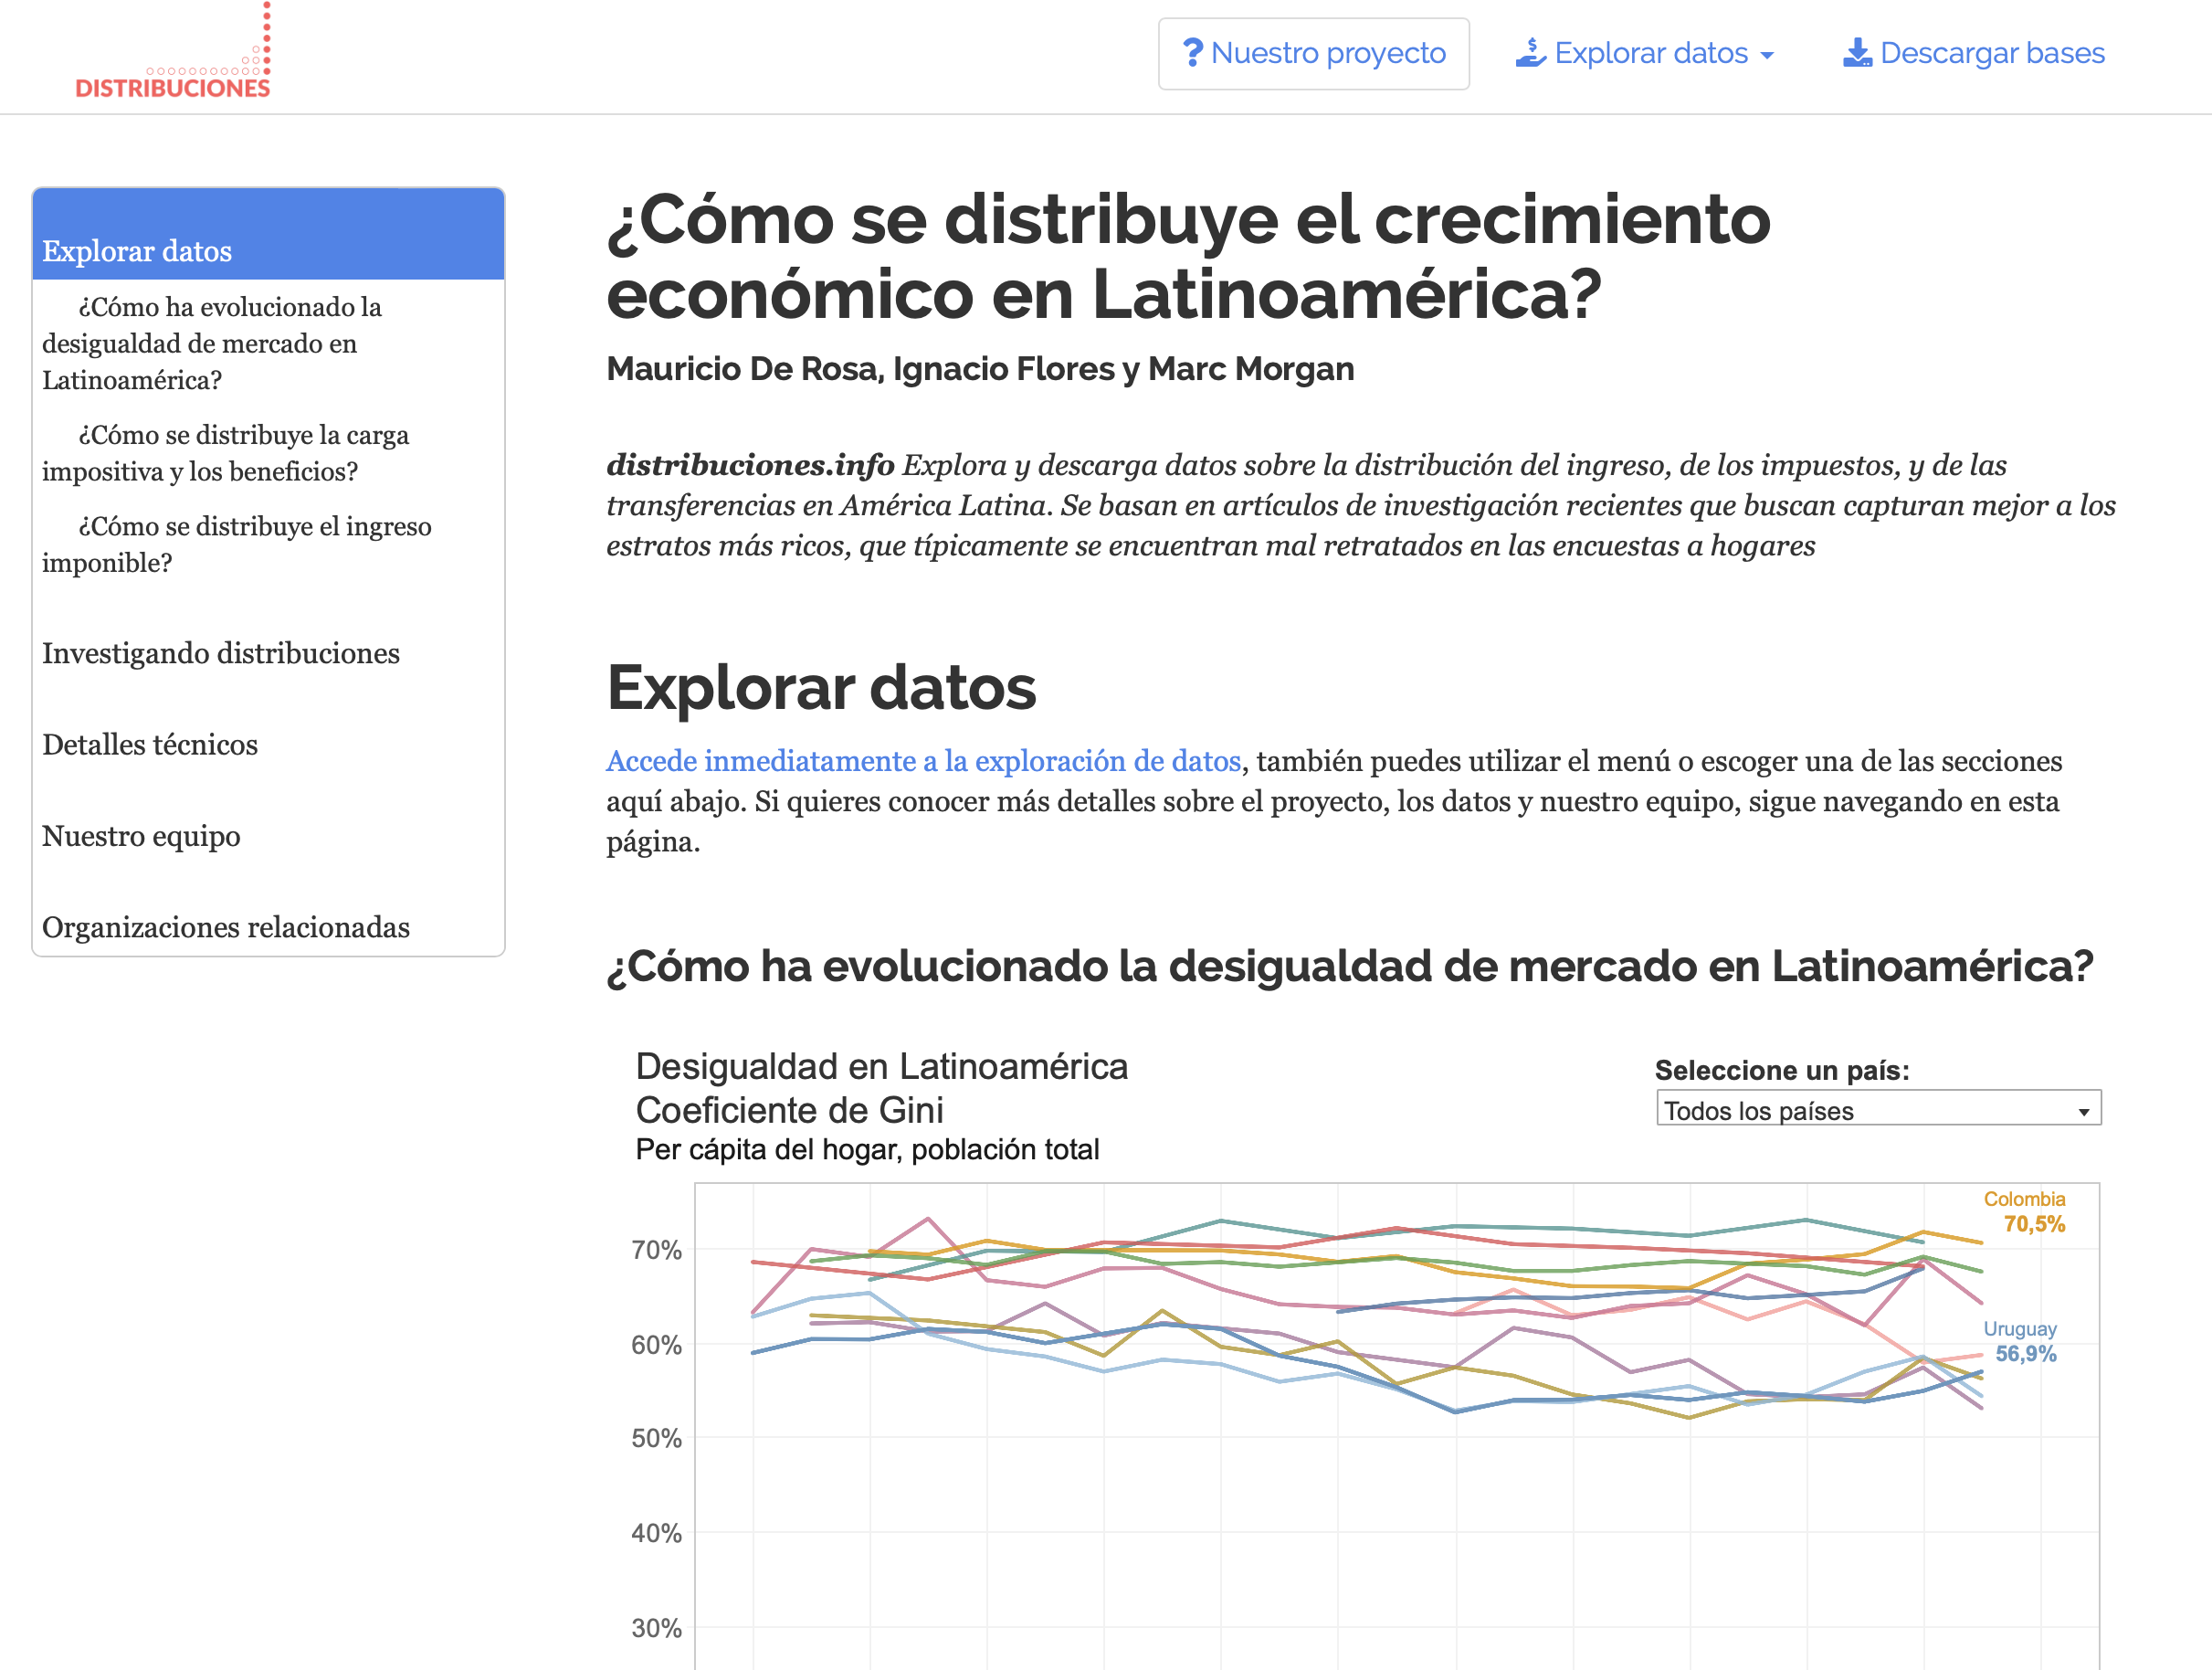 DISTRIBUCIONES
Nuestro proyecto
Explorar datos
Descargar bases
Explorar datos
¿Cómo ha evolucionado la
desigualdad de mercado en
Latinoamérica?
¿Cómo se distribuye la carga
impositiva y los beneficios?
¿Cómo se distribuye el ingreso
imponible?
Investigando distribuciones
Detalles técnicos
Nuestro equipo
Organizaciones relacionadas
¿Cómo se distribuye el crecimiento
económico en Latinoamérica?
Mauricio De Rosa, Ignacio Flores y Marc Morgan
distribuciones.info Explora y descarga datos sobre la distribución del ingreso, de los impuestos, y de las
transferencias en América Latina. Se basan en artículos de investigación recientes que buscan capturan mejor a los
estratos más ricos, que típicamente se encuentran mal retratados en las encuestas a hogares
Explorar datos
Accede inmediatamente a la exploración de datos, también puedes utilizar el menú o escoger una de las secciones
aquí abajo. Si quieres conocer más detalles sobre el proyecto, los datos y nuestro equipo, sigue navegando en esta
página.
¿Cómo ha evolucionado la desigualdad de mercado en Latinoamérica?
Desigualdad en Latinoamérica
Coeficiente de Gini
Per cápita del hogar, población total
Seleccione un país:
Todos los países
Colombia
70,5%
Uruguay
56,9%
70%
60%
50%
40%
30%